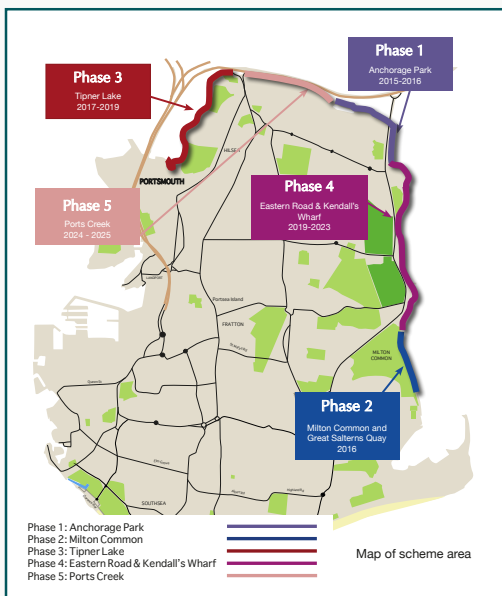 Phase 1
Anchorage Park
2015-2016
Phase 3
Tipner Lake
2017-2019
HILSEA
PORTSMOUTH
Phase 4
Eastern Road & Kendall's
Wharf
2019-2023
Phase 5
Ports Creek
2024 - 2025
Portsea Island
FRATTON
MILTON
COMMON
Phase 2
Milton Common and
Great Salterns Quay
2016
SOUTHSEA
Phase 1: Anchorage Park
Phase 2: Milton Common
Phase 3: Tipner Lake
Phase 4: Eastern Road & Kendall's Wharf
Phase 5: Ports Creek
Map of scheme area